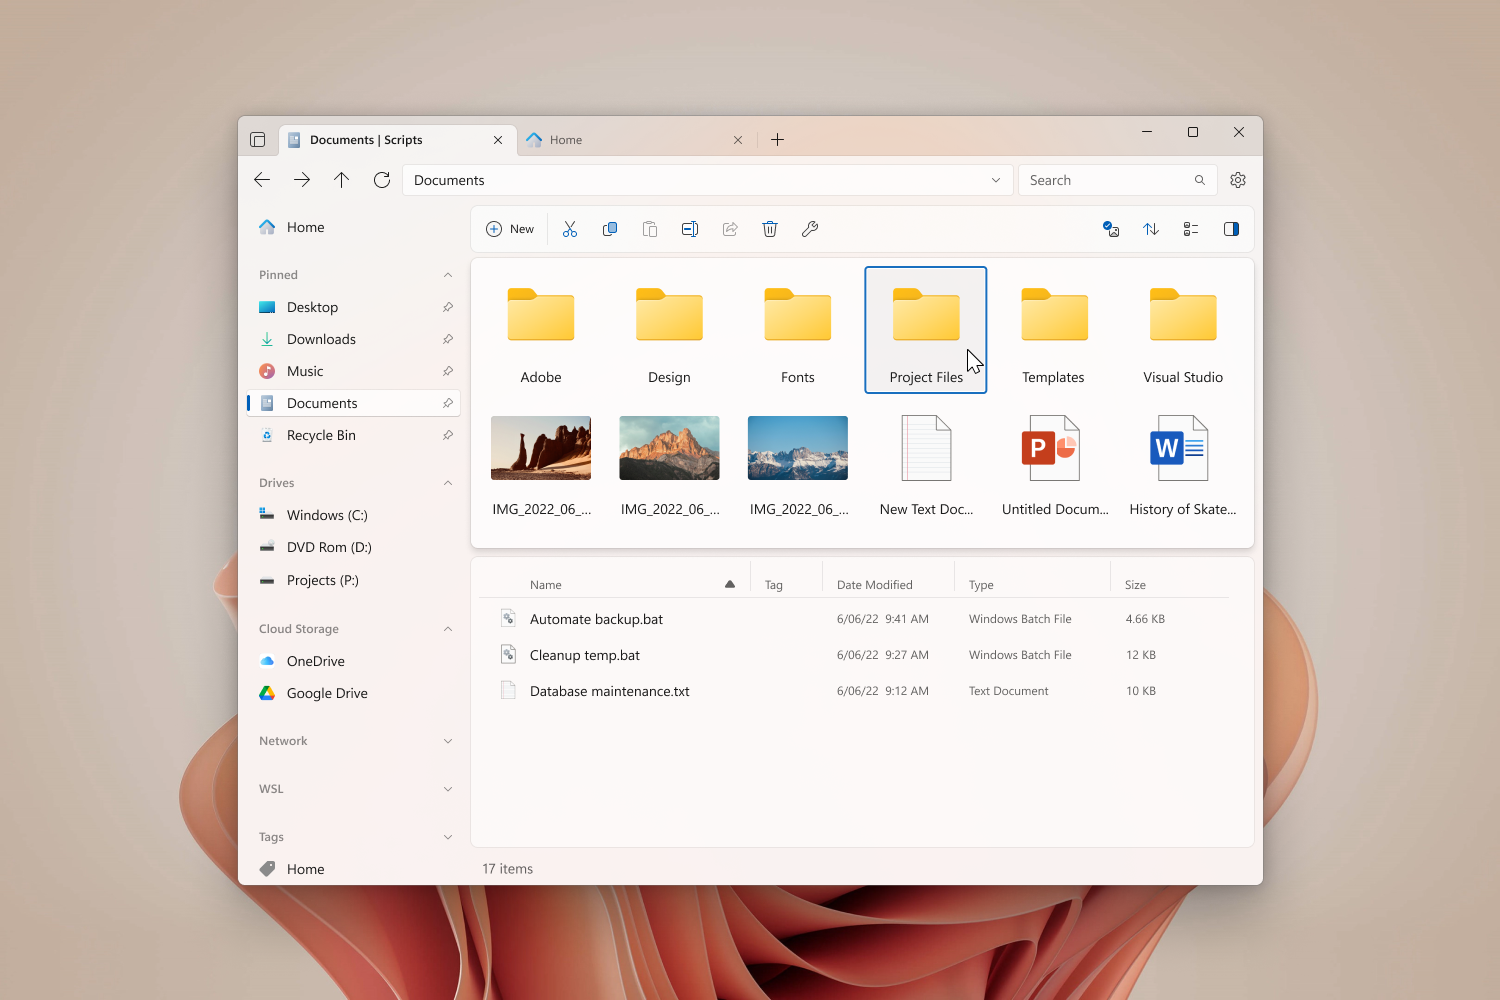 Documents | Scripts
Home
Documents
Search
Home
Pinned
Desktop
Downloads
Music
Documents
Recycle Bin
Drives
Windows (C:)
DVD Rom (D:)
Projects (P:)
Cloud Storage
OneDrive
Google Drive
Network
WSL
Tags
Home
New
Adobe
Design
Fonts
Project Files
Templates
Visual Studio
IMG_2022_06_...
IMG_2022_06_...
IMG_2022_06_...
New Text Doc...
P
Untitled Docum...
W
History of Skate...
Name Tag Date Modified Type Size
Automate backup.bat 6/06/22 9:41 AM Windows Batch File 4.66 KB
Cleanup temp.bat 6/06/22 9:27 AM Windows Batch File 12 KB
Database maintenance.txt 6/06/22 9:12 AM Text Document 10 KB
17 items